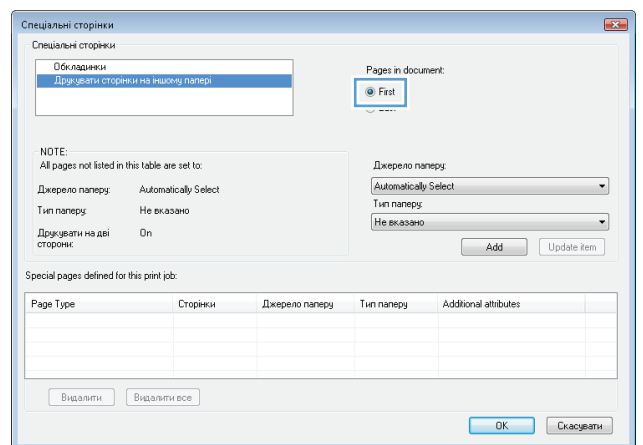 Спеціальні сторінки
Спеціальні сторінки
Обкладинки
Друкувати сторінки на іншому папері
Pages in document:
First
NOTE:
All pages not listed in this table are set to:
Джерело паперу: Automatically Select
Тип паперу: Не вказано
Друкувати на дві сторони: On
Джерело паперу:
Automatically Select
Тип паперу:
Не вказано
Add Update item
Special pages defined for this print job:
Page Type Сторінки Джерело паперу Тип паперу Additional attributes
Видалити Видалити все
OK Скасувати